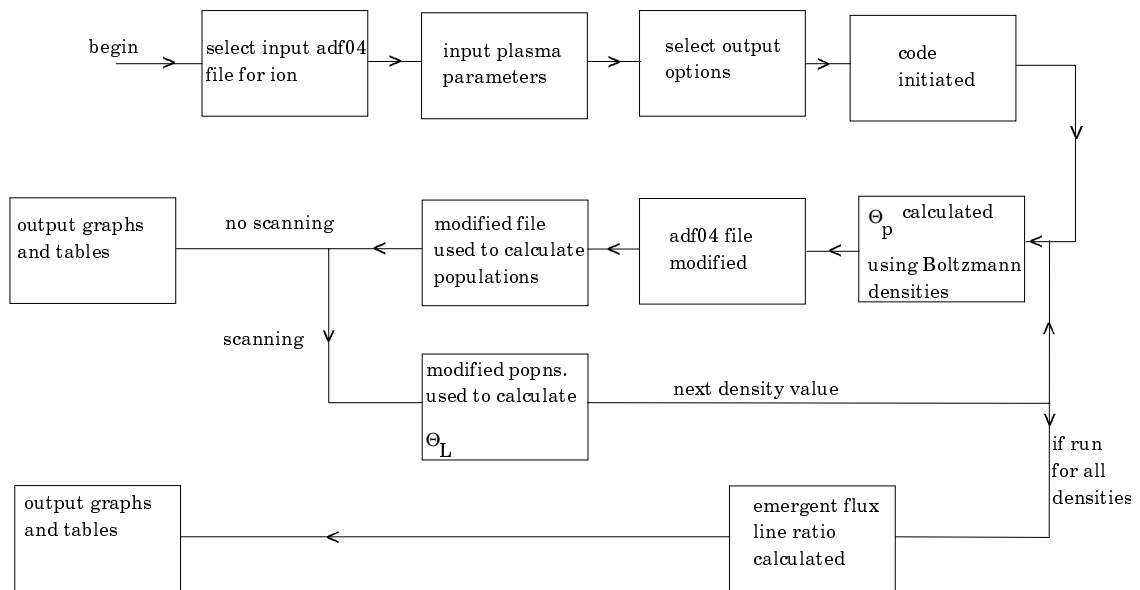 begin
select input adf04
file for ion
input plasma
parameters
select output
options
code
initiated
Θp calculated
using Boltzmann
densities
adf04 file
modified
modified file
used to calculate
populations
no scanning
output graphs
and tables
scanning
modified popns.
used to calculate
ΘL
next density value
if run
for all
densities
emergent flux
line ratio
calculated
output graphs
and tables